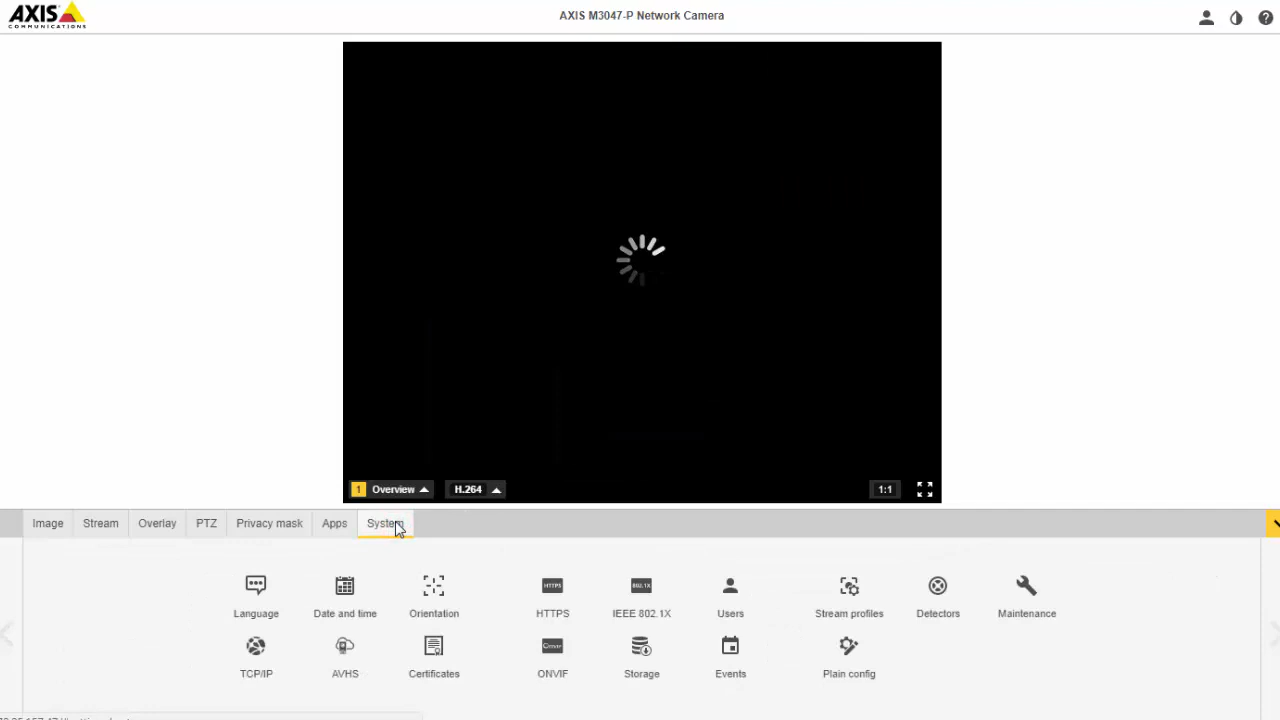 AXIS
COMMUNICATIONS
AXIS M3047-P Network Camera
1 Overview H.264 1:1
Image Stream Overlay PTZ Privacy mask Apps System
HTTPS 802.1X
Language Date and time Orientation HTTPS IEEE 802.1X Users Stream profiles Detectors Maintenance
TCP/IP AVHS Certificates ONVIF Storage Events Plain config